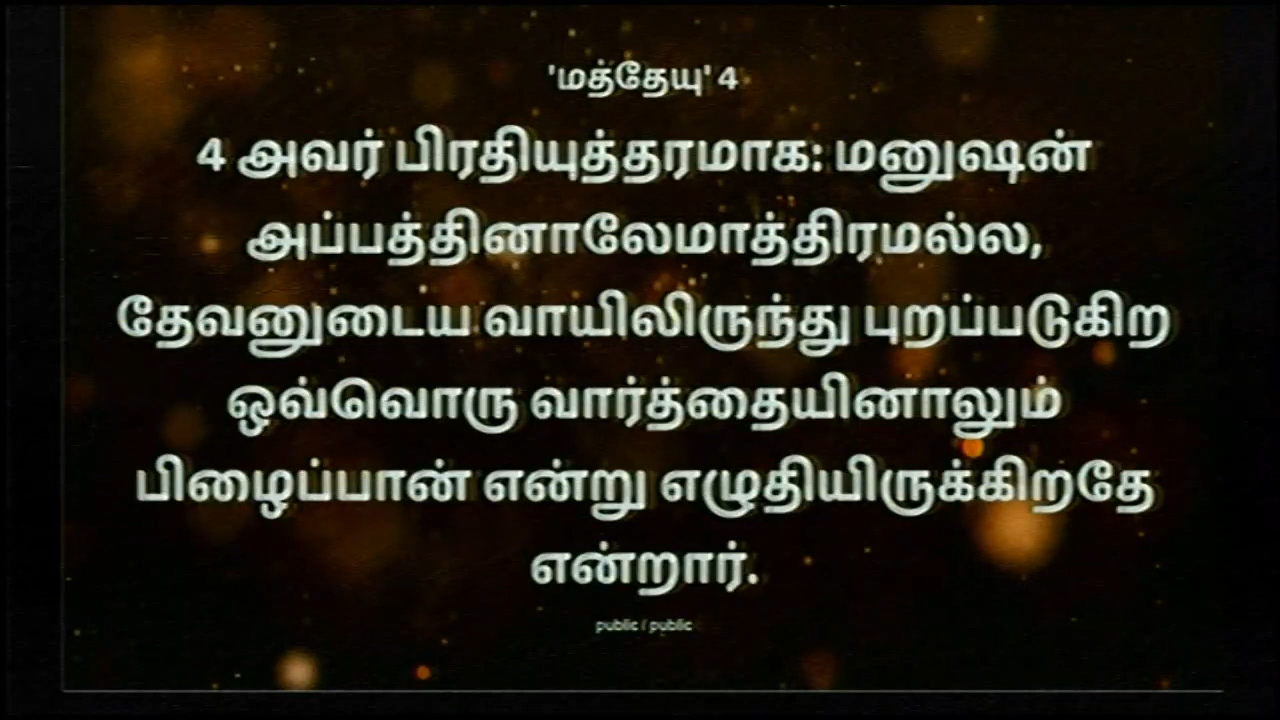 'மத்தேயு' 4
4 அவர் பிரதியுத்தரமாக: மனுஷன்
அப்பத்தினாலேமாத்திரமல்ல,
தேவனுடைய வாயிலிருந்து புறப்படுகிற
ஒவ்வொரு வார்த்தையினாலும்
பிழைப்பான் என்று எழுதியிருக்கிறதே
என்றார்.
public / public